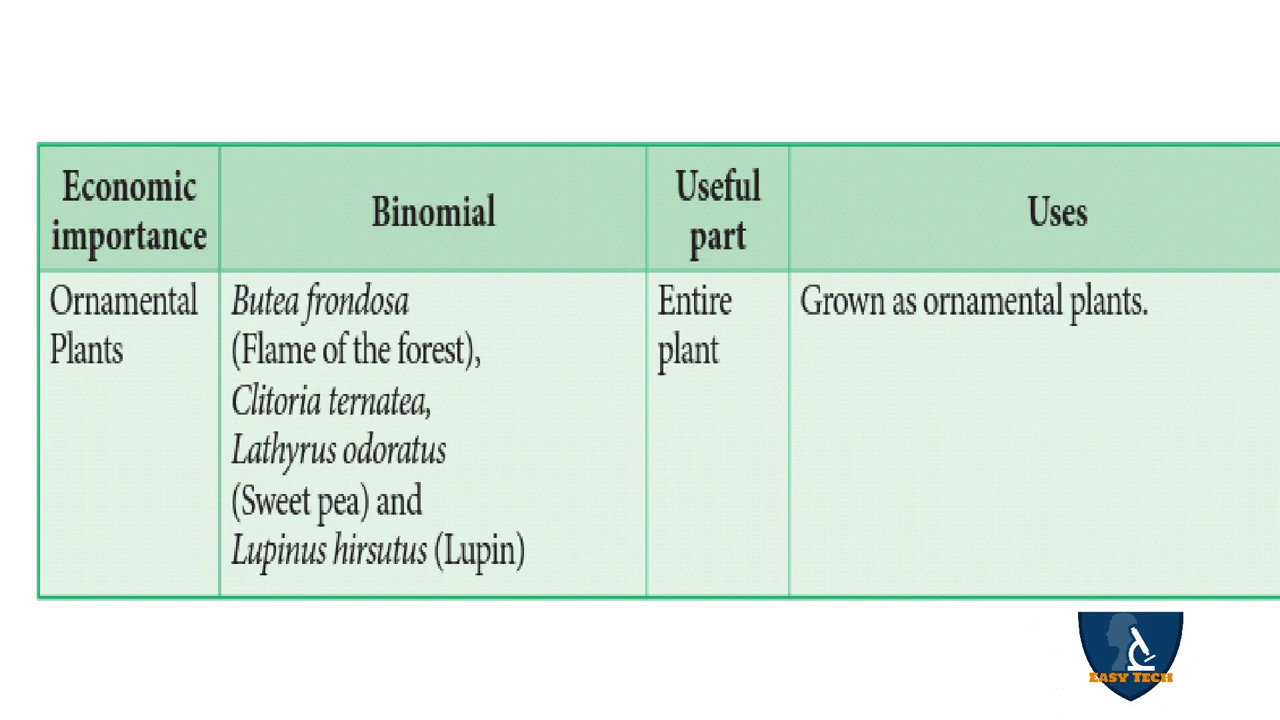 Economic importance
Binomial
Useful part
Uses
Ornamental Plants
Butea frondosa
(Flame of the forest),
Clitoria ternatea,
Lathyrus odoratus
(Sweet pea) and
Lupinus hirsutus (Lupin)
Entire plant
Grown as ornamental plants.
EASY TECH